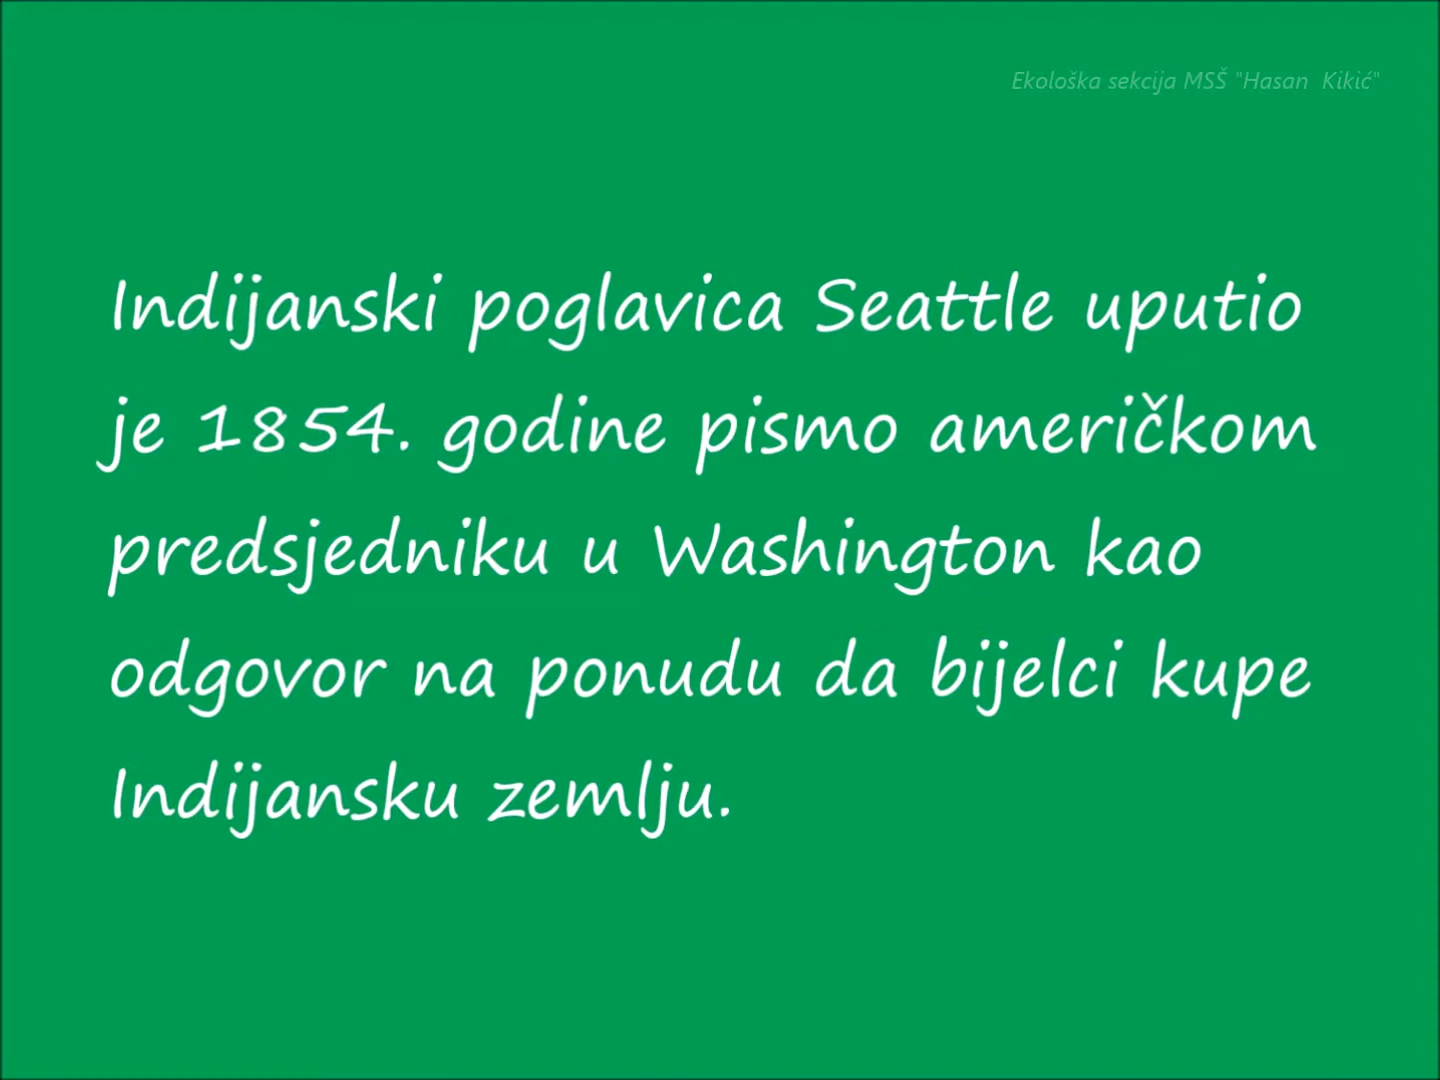 Ekološka sekcija MSŠ "Hasan Kikić"
Indijanski poglavica Seattle uputio
je 1854. godine pismo američkom
predsjedniku u Washington kao
odgovor na ponudu da bijelci kupe
Indijansku zemlju.